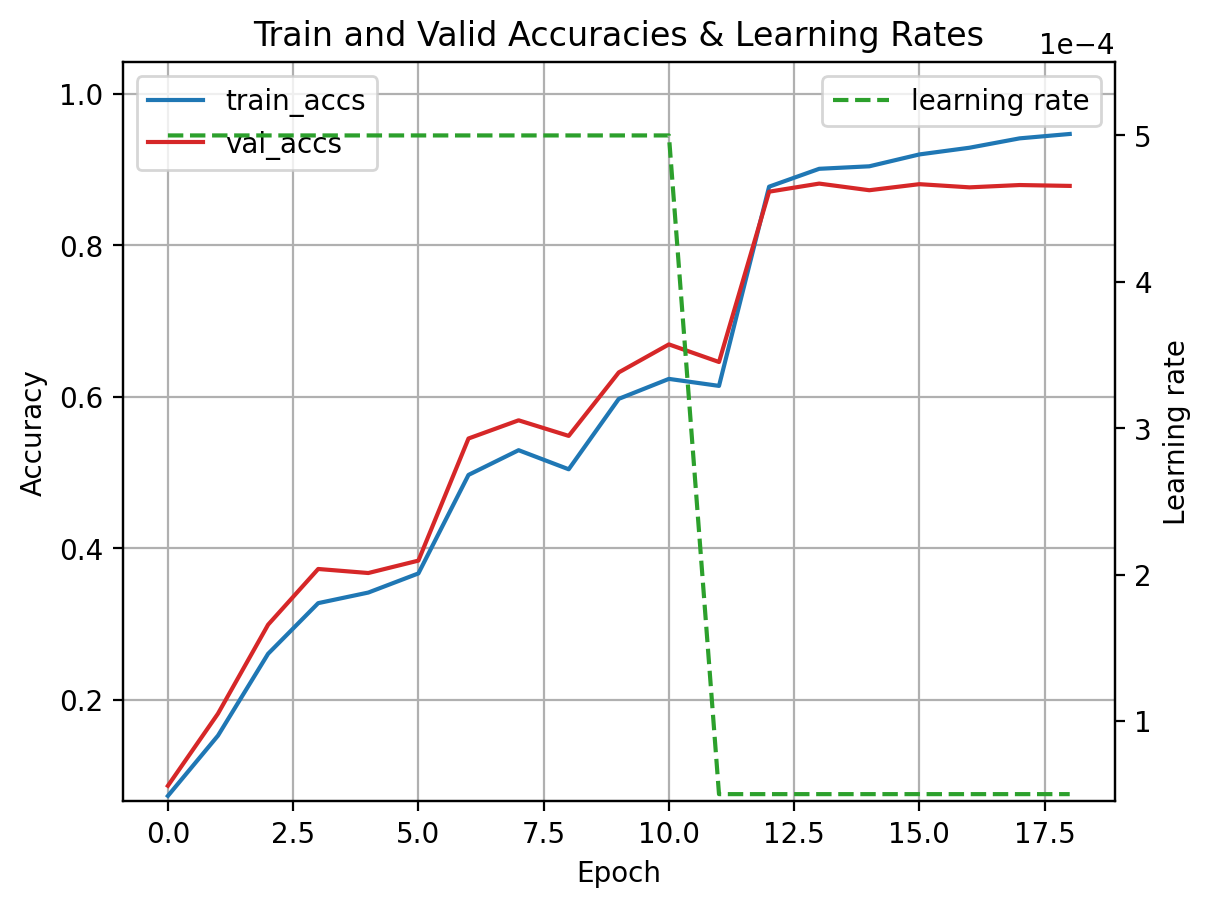 Train and Valid Accuracies & Learning Rates
1e−4
train_accs
val_accs
learning rate
1.0
0.8
0.6
0.4
0.2
Accuracy
5
4
3
2
1
Learning rate
0.0 2.5 5.0 7.5 10.0 12.5 15.0 17.5
Epoch